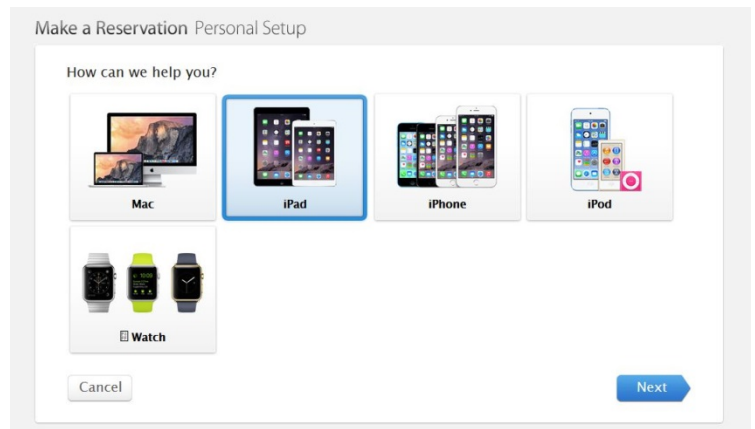 Make a Reservation Personal Setup
How can we help you?
Mac
iPad
iPhone
iPod
Watch
Cancel
Next